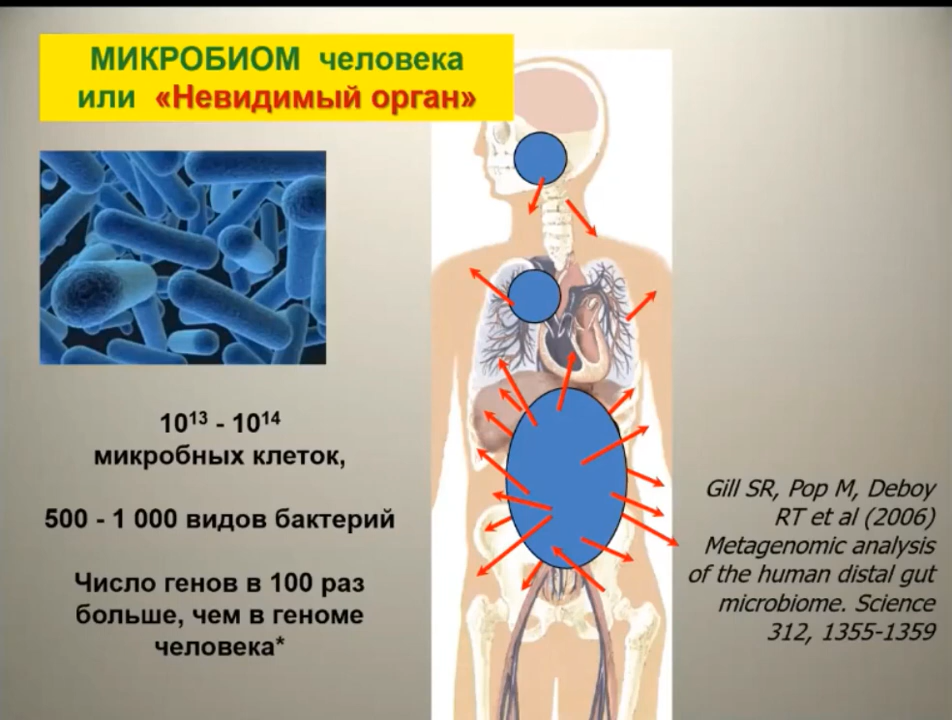 МИКРОБИОМ человека
или «Невидимый орган»
10¹³ - 10¹⁴
микробных клеток,
500 - 1 000 видов бактерий
Число генов в 100 раз
больше, чем в геноме
человека*
Gill SR, Pop M, Deboy
RT et al (2006)
Metagenomic analysis
of the human distal gut
microbiome. Science
312, 1355-1359